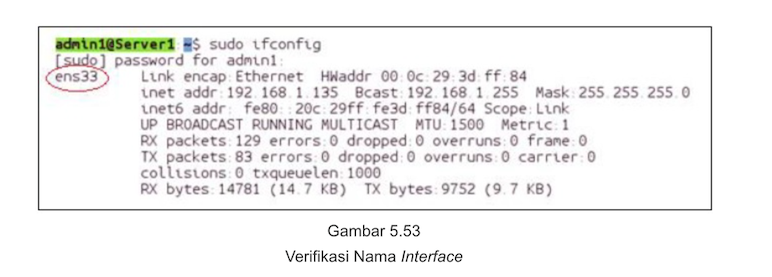 admin1@Server1:~$ sudo ifconfig
[sudo] password for admin1:
ens33 Link encap:Ethernet HWaddr 00:0c:29:3d:ff:84
inet addr:192.168.1.135 Bcast:192.168.1.255 Mask:255.255.255.0
inet6 addr: fe80::20c:29ff:fe3d:ff84/64 Scope:Link
UP BROADCAST RUNNING MULTICAST MTU:1500 Metric:1
RX packets:129 errors:0 dropped:0 overruns:0 frame:0
TX packets:83 errors:0 dropped:0 overruns:0 carrier:0
collisions:0 txqueuelen:1000
RX bytes:14781 (14.7 KB) TX bytes:9752 (9.7 KB)
Gambar 5.53
Verifikasi Nama Interface